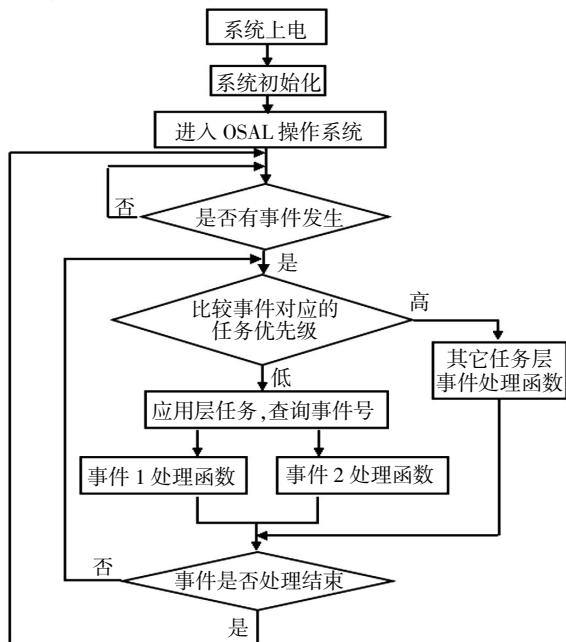 系统上电
系统初始化
进入 OSAL 操作系统
是否有事件发生
否
是
比较事件对应的
任务优先级
高
其它任务层
事件处理函数
低
应用层任务,查询事件号
事件 1 处理函数
事件 2 处理函数
否
事件是否处理结束
是